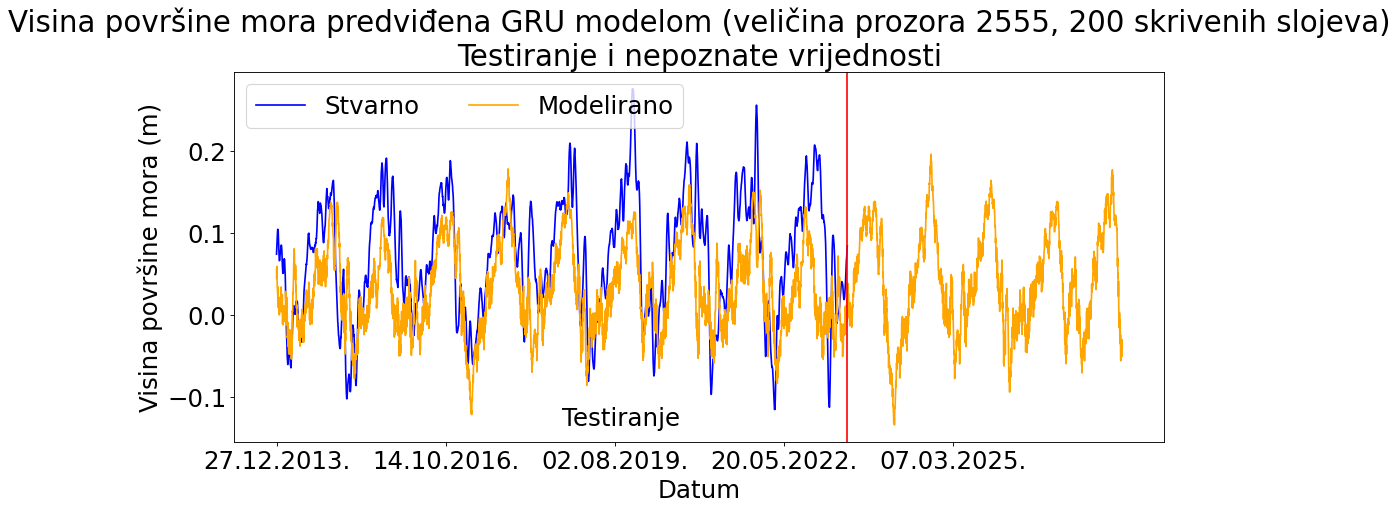 Visina površine mora predviđena GRU modelom (veličina prozora 2555, 200 skrivenih slojeva)
Testiranje i nepoznate vrijednosti
Stvarno
Modelirano
Visina površine mora (m)
0.2
0.1
0.0
−0.1
Testiranje
27.12.2013.
14.10.2016.
02.08.2019.
20.05.2022.
07.03.2025.
Datum